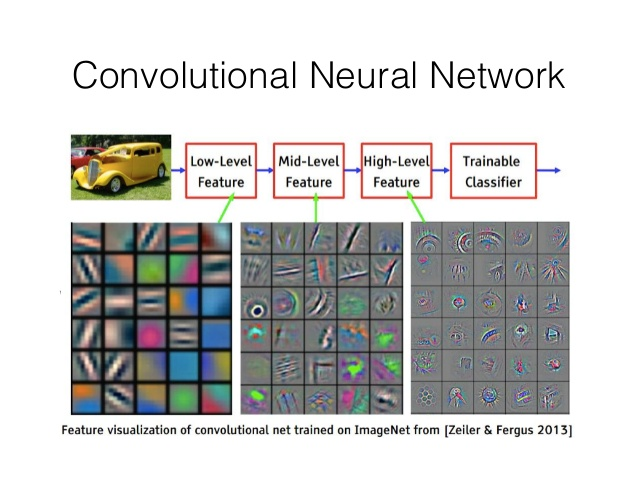 Convolutional Neural Network
Low-Level
Feature
Mid-Level
Feature
High-Level
Feature
Trainable
Classifier
Feature visualization of convolutional net trained on ImageNet from [Zeiler & Fergus 2013]